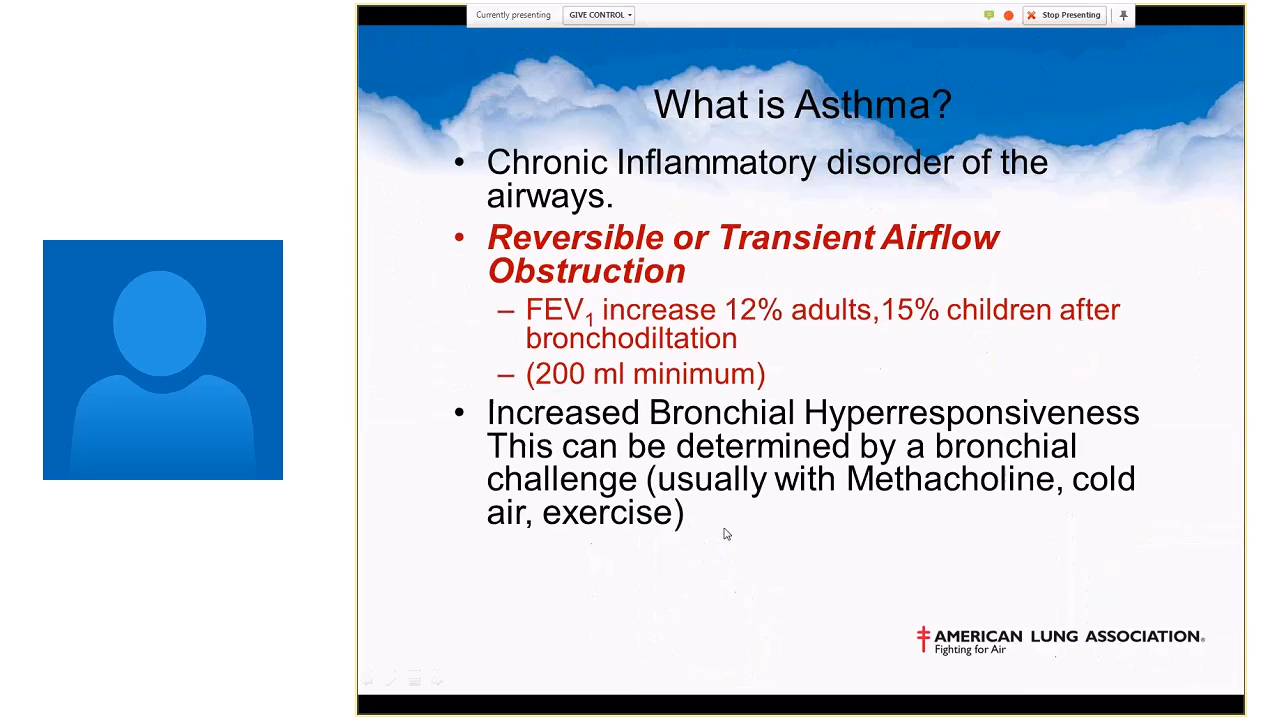 Currently presenting GIVE CONTROL Stop Presenting
What is Asthma?
• Chronic Inflammatory disorder of the
airways.
• Reversible or Transient Airflow
Obstruction
– FEV1 increase 12% adults,15% children after
bronchodiltation
– (200 ml minimum)
• Increased Bronchial Hyperresponsiveness
This can be determined by a bronchial
challenge (usually with Methacholine, cold
air, exercise)
AMERICAN LUNG ASSOCIATION®
Fighting for Air